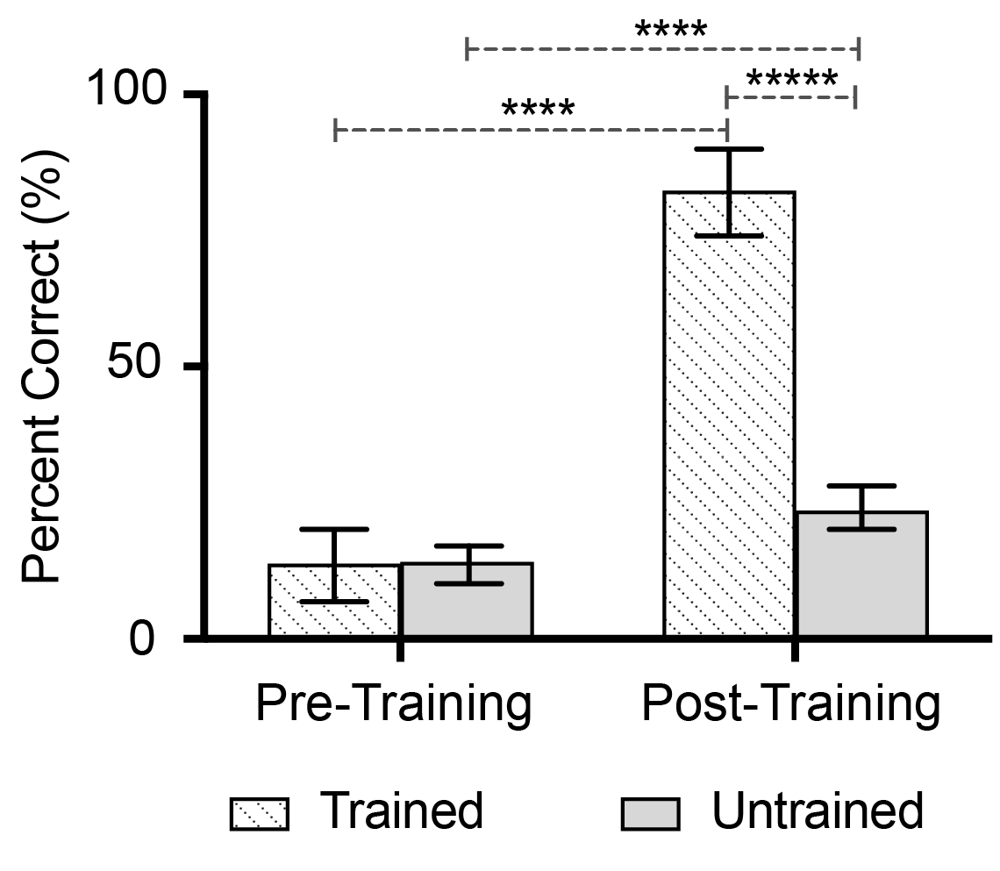 ****
*****
****
100
50
0
Percent Correct (%)
Pre-Training Post-Training
Trained Untrained